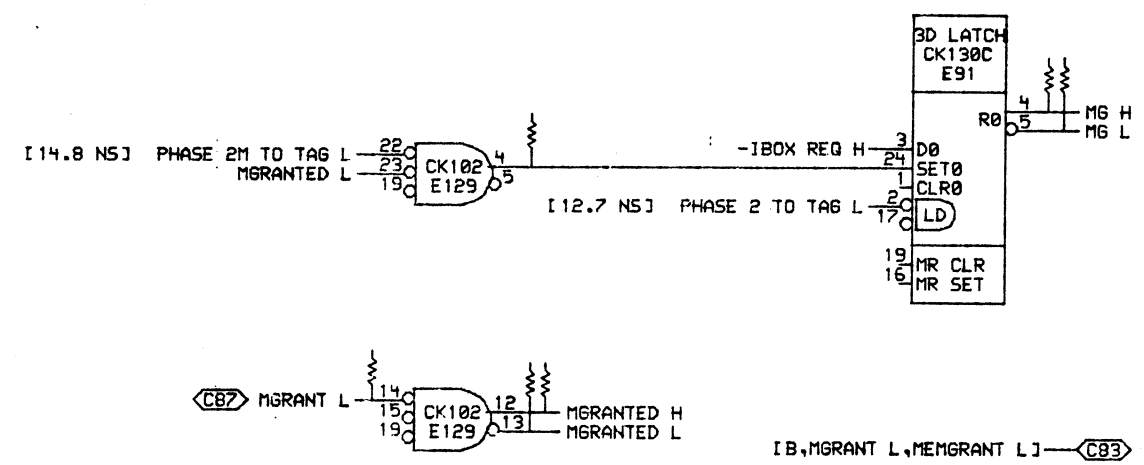 3D LATCH
CK130C
E91
4
R0
MG H
5
MG L
[14.8 NS] PHASE 2M TO TAG L
22
MGRANTED L
23
19
CK102
E129
4
5
-IBOX REQ H
3
D0
24
SET0
1
CLR0
[12.7 NS] PHASE 2 TO TAG L
2
17
LD
19
MR CLR
16
MR SET
C87 MGRANT L
14
15
19
CK102
E129
12
MGRANTED H
13
MGRANTED L
[B,MGRANT L,MEMGRANT L] C83